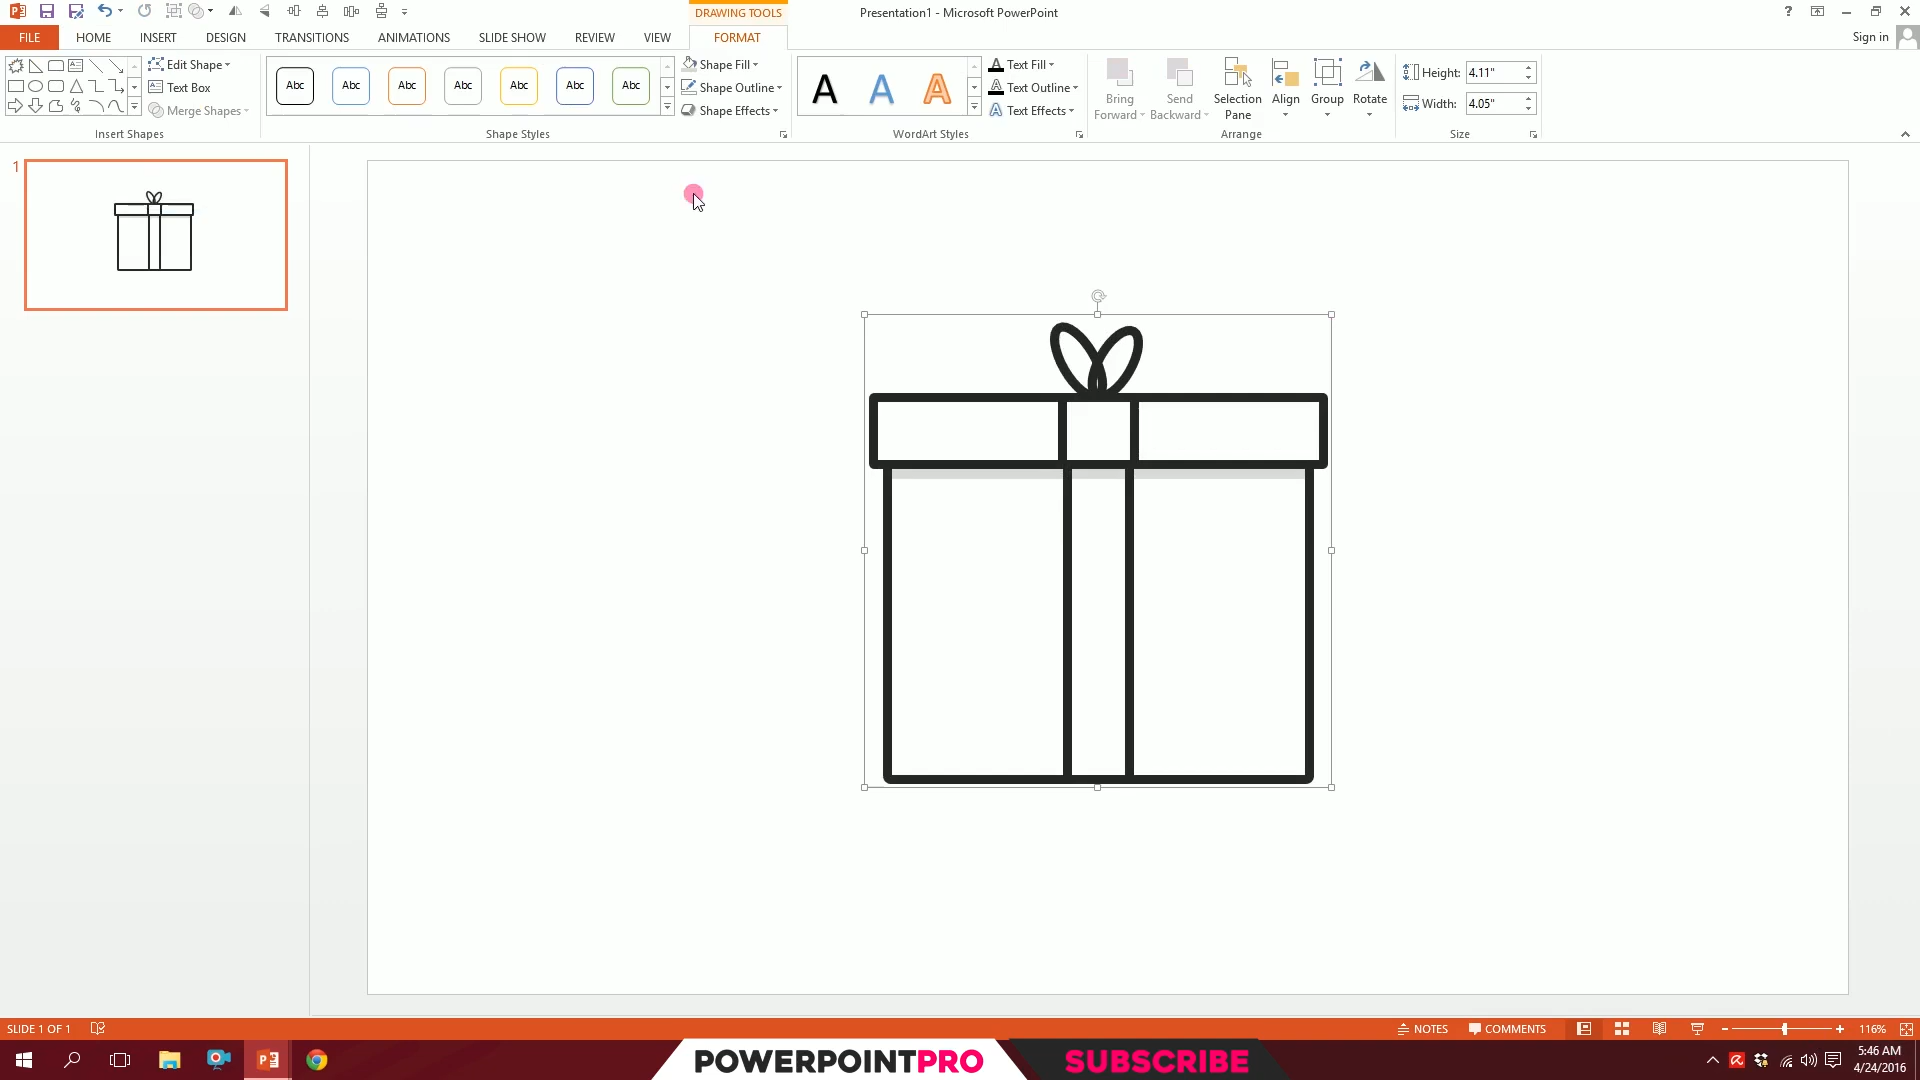 DRAWING TOOLS
Presentation1 - Microsoft PowerPoint
?
FILE
HOME
INSERT
DESIGN
TRANSITIONS
ANIMATIONS
SLIDE SHOW
REVIEW
VIEW
FORMAT
Sign in
Edit Shape
Text Box
Merge Shapes
Insert Shapes
Abc
Abc
Abc
Abc
Abc
Abc
Abc
Shape Fill
Shape Outline
Shape Effects
Shape Styles
A
A
A
Text Fill
Text Outline
Text Effects
WordArt Styles
Bring
Forward
Send
Backward
Selection
Pane
Align
Group
Rotate
Arrange
Height:
4.11"
Width:
4.05"
Size
1
SLIDE 1 OF 1
NOTES
COMMENTS
116%
POWERPOINTPRO
SUBSCRIBE
5:46 AM
4/24/2016